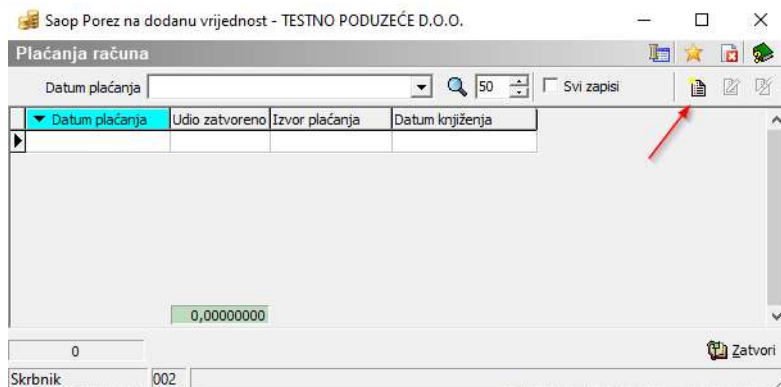 Saop Porez na dodanu vrijednost - TESTNO PODUZEĆE D.O.O.
Plaćanja računa
Datum plaćanja 50 Svi zapisi
Datum plaćanja Udio zatvoreno Izvor plaćanja Datum knjiženja
0,00000000
0 Zatvori
Skrbnik 002